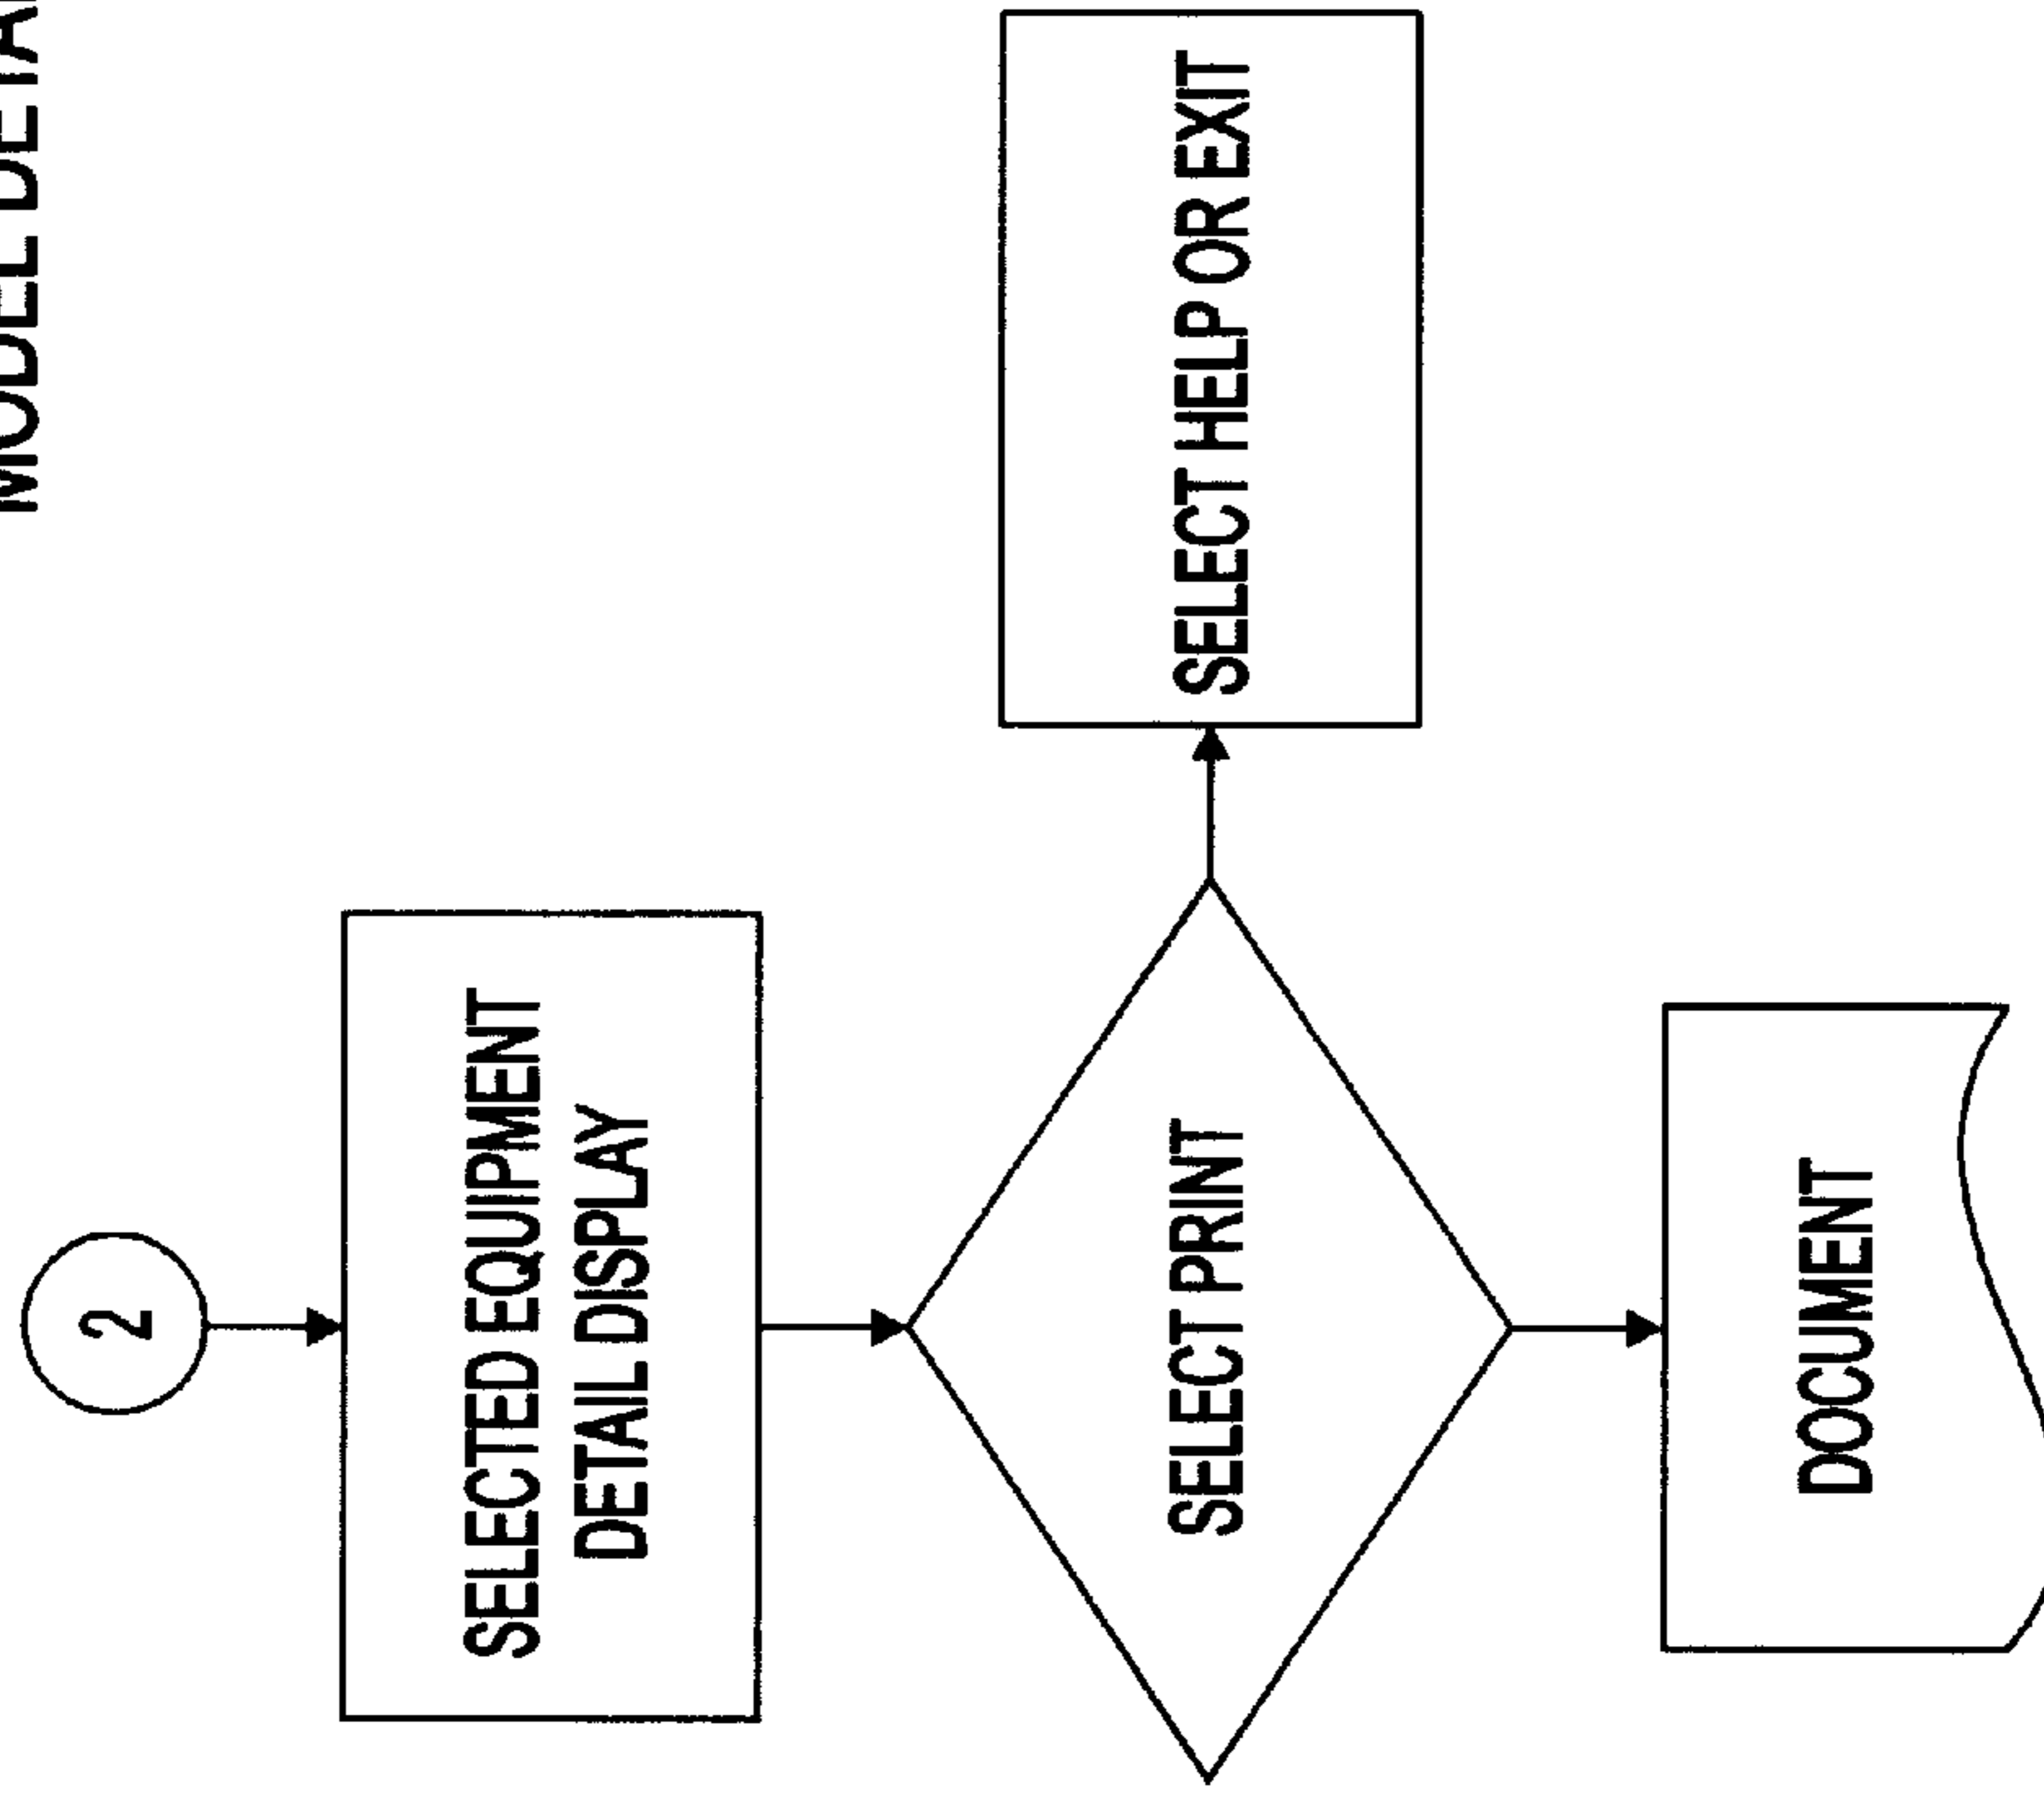 MODEL DETA
2
SELECTED EQUIPMENT
DETAIL DISPLAY
SELECT PRINT
SELECT HELP OR EXIT
DOCUMENT